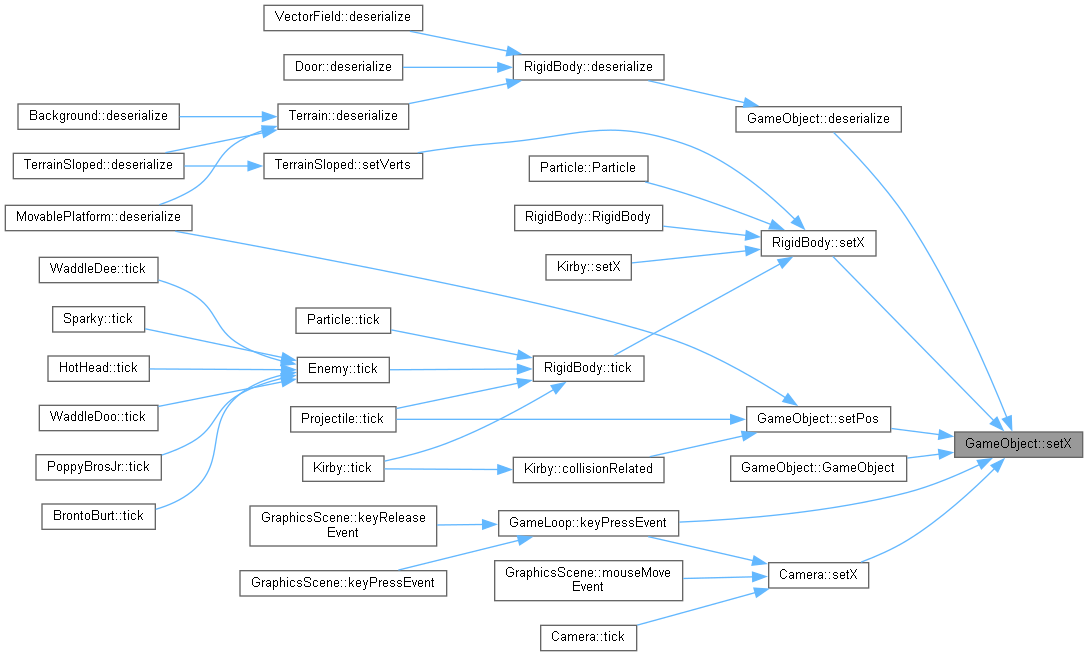 VectorField::deserialize
Door::deserialize
RigidBody::deserialize
Background::deserialize
Terrain::deserialize
GameObject::deserialize
TerrainSloped::deserialize
TerrainSloped::setVerts
Particle::Particle
MovablePlatform::deserialize
RigidBody::RigidBody
RigidBody::setX
Kirby::setX
WaddleDee::tick
Sparky::tick
Particle::tick
HotHead::tick
Enemy::tick
RigidBody::tick
WaddleDoo::tick
Projectile::tick
GameObject::setPos
GameObject::setX
PoppyBrosJr::tick
Kirby::tick
Kirby::collisionRelated
GameObject::GameObject
BrontoBurt::tick
GraphicsScene::keyRelease
Event
GameLoop::keyPressEvent
GraphicsScene::keyPressEvent
GraphicsScene::mouseMove
Event
Camera::setX
Camera::tick